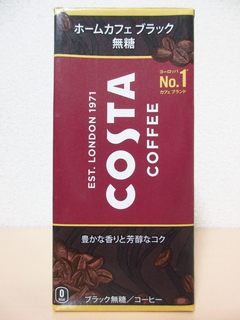 ホームカフェ ブラック
無糖
ヨーロッパ
No.1
カフェ ブランド
EST. LONDON 1971
COSTA
COFFEE
豊かな香りと芳醇なコク
0
ブラック無糖／コーヒー